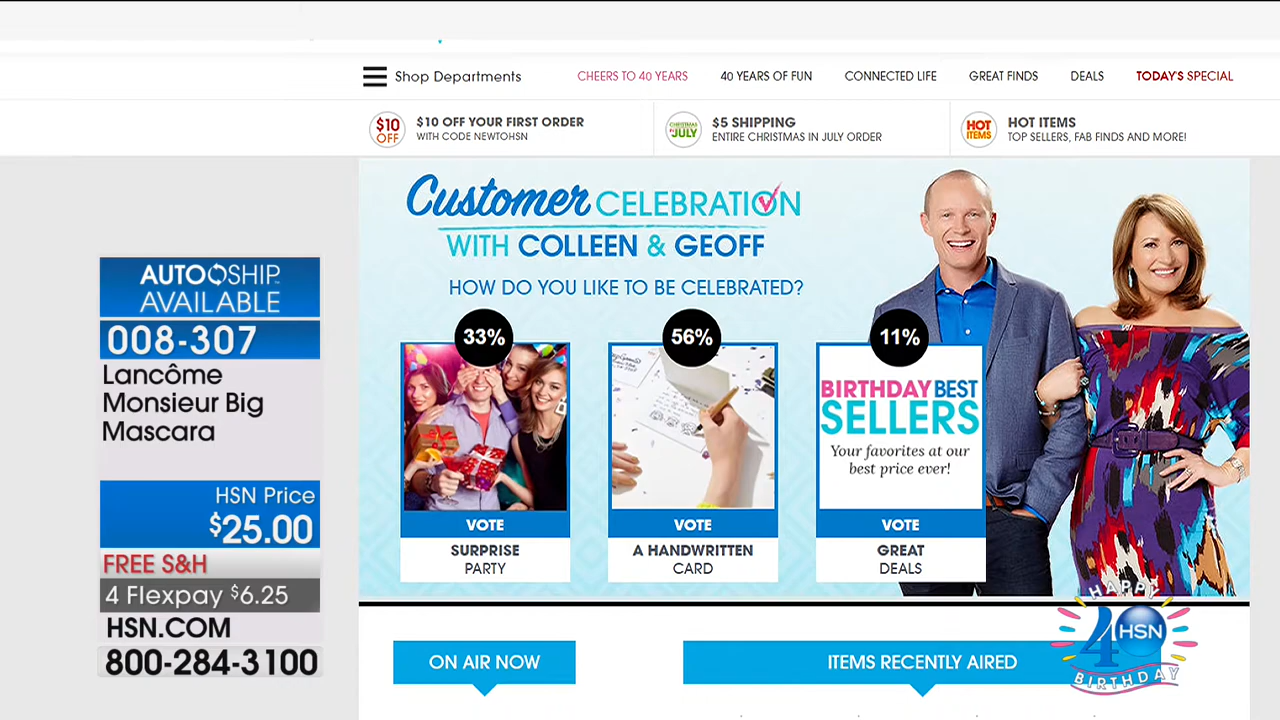 Shop Departments
CHEERS TO 40 YEARS
40 YEARS OF FUN
CONNECTED LIFE
GREAT FINDS
DEALS
TODAY'S SPECIAL
$10 OFF
$10 OFF YOUR FIRST ORDER
WITH CODE NEWTOHSN
CHRISTMAS IN JULY
$5 SHIPPING
ENTIRE CHRISTMAS IN JULY ORDER
HOT ITEMS
HOT ITEMS
TOP SELLERS, FAB FINDS AND MORE!
Customer CELEBRATION
WITH COLLEEN & GEOFF
HOW DO YOU LIKE TO BE CELEBRATED?
33%
56%
11%
BIRTHDAY BEST
SELLERS
Your favorites at our
best price ever!
VOTE
VOTE
VOTE
SURPRISE
PARTY
A HANDWRITTEN
CARD
GREAT
DEALS
ON AIR NOW
ITEMS RECENTLY AIRED
AUTOSHIP
AVAILABLE
008-307
Lancôme
Monsieur Big
Mascara
HSN Price
$25.00
FREE S&H
4 Flexpay $6.25
HSN.COM
800-284-3100
HAPPY
40
HSN
BIRTHDAY